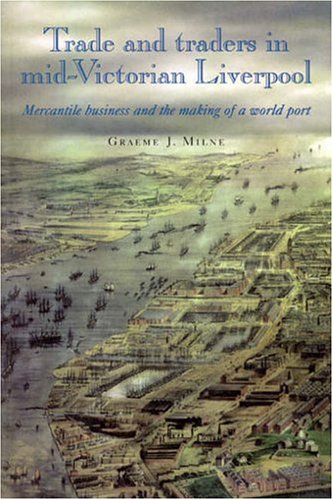 Trade and traders in
mid-Victorian Liverpool
Mercantile business and the making of a world port
GRAEME J. MILNE